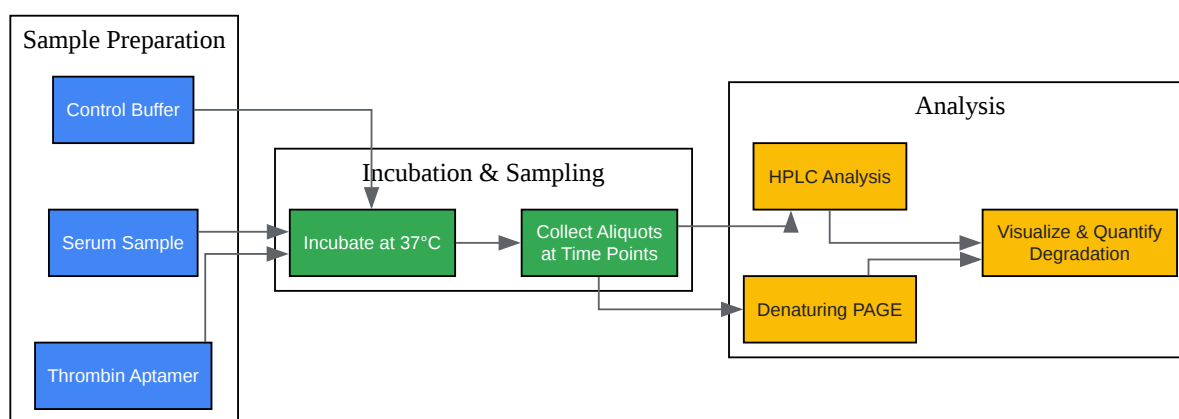 Sample Preparation
Control Buffer
Serum Sample
Thrombin Aptamer
Incubation & Sampling
Incubate at 37°C
Collect Aliquots
at Time Points
Analysis
HPLC Analysis
Denaturing PAGE
Visualize & Quantify
Degradation